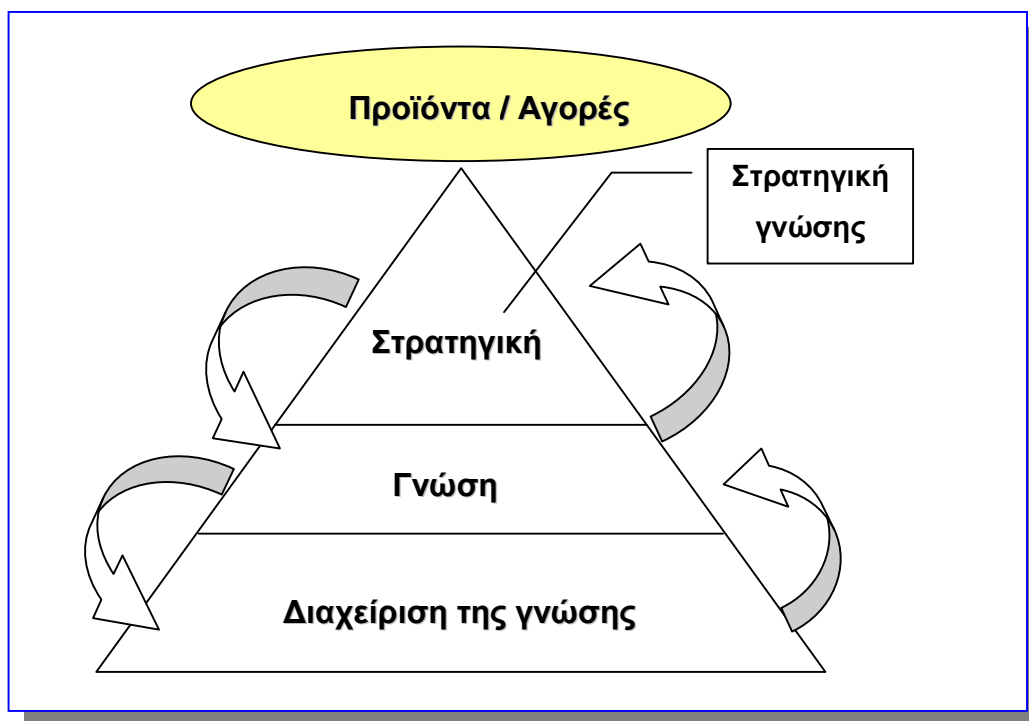 Προϊόντα / Αγορές
Στρατηγική
γνώσης
Στρατηγική
Γνώση
Διαχείριση της γνώσης